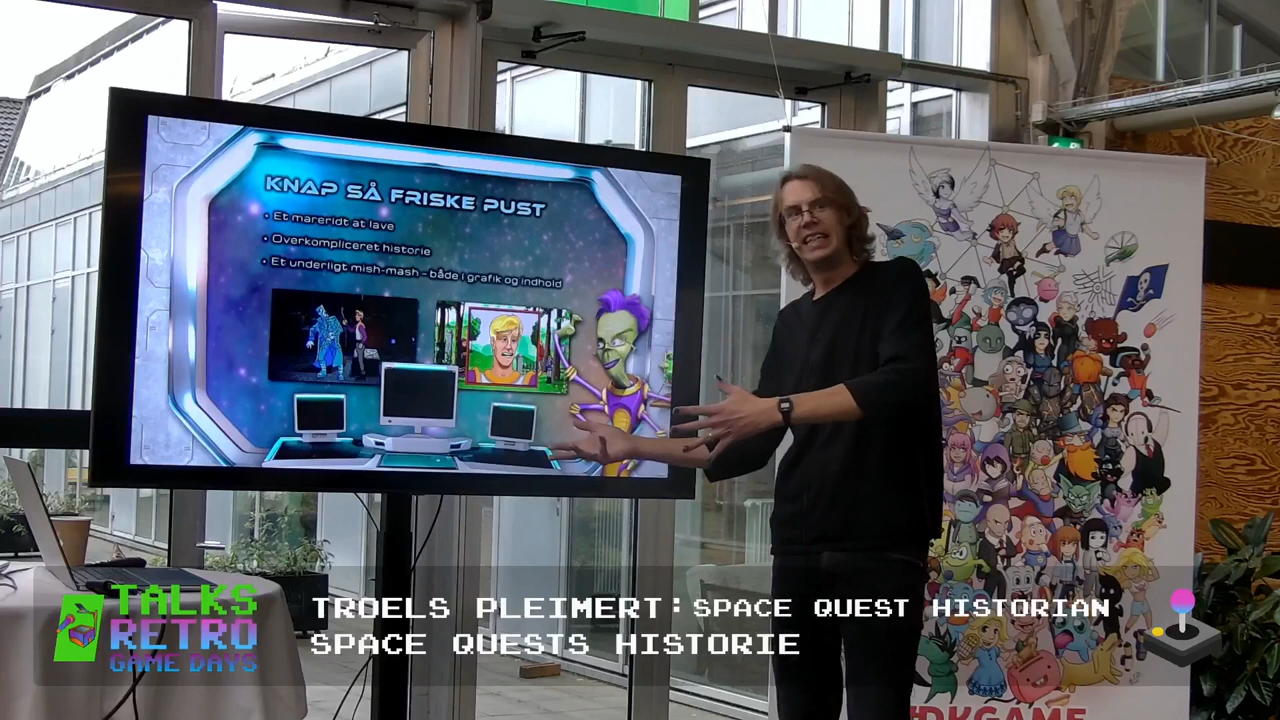 KNAP SÅ FRISKE PUST
• Et mareridt at lave
• Overkompliceret historie
• Et underligt mish-mash – både i grafik og indhold
TALKS
RETRO
GAME DAYS
TROELS PLEIMERT: SPACE QUEST HISTORIAN
SPACE QUESTS HISTORIE
DKGAME